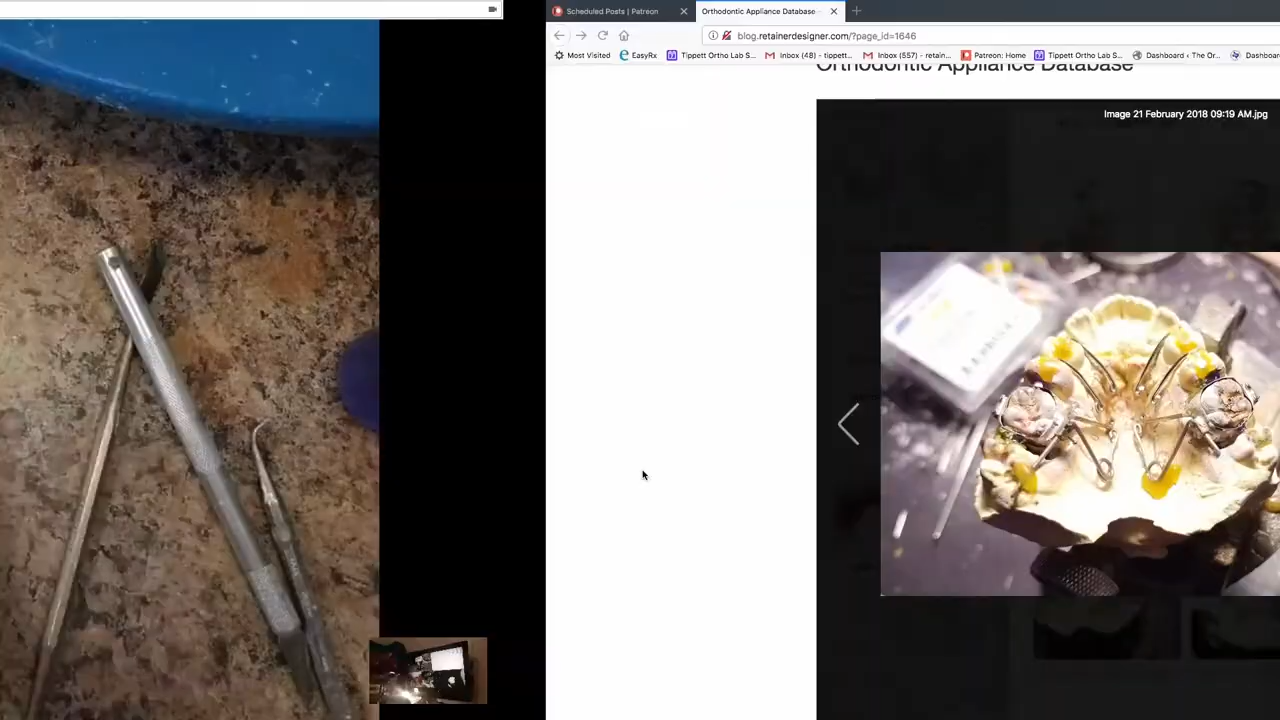 Scheduled Posts | Patreon
Orthodontic Appliance Database
blog.retainerdesigner.com/?page_id=1646
Most Visited
EasyRx
Tippett Ortho Lab S...
Inbox (48) - tippett...
Inbox (557) - retain...
Patreon: Home
Tippett Ortho Lab S...
Dashboard ‹ The Or...
Dashboar
Orthodontic Appliance Database
Image 21 February 2018 09:19 AM.jpg